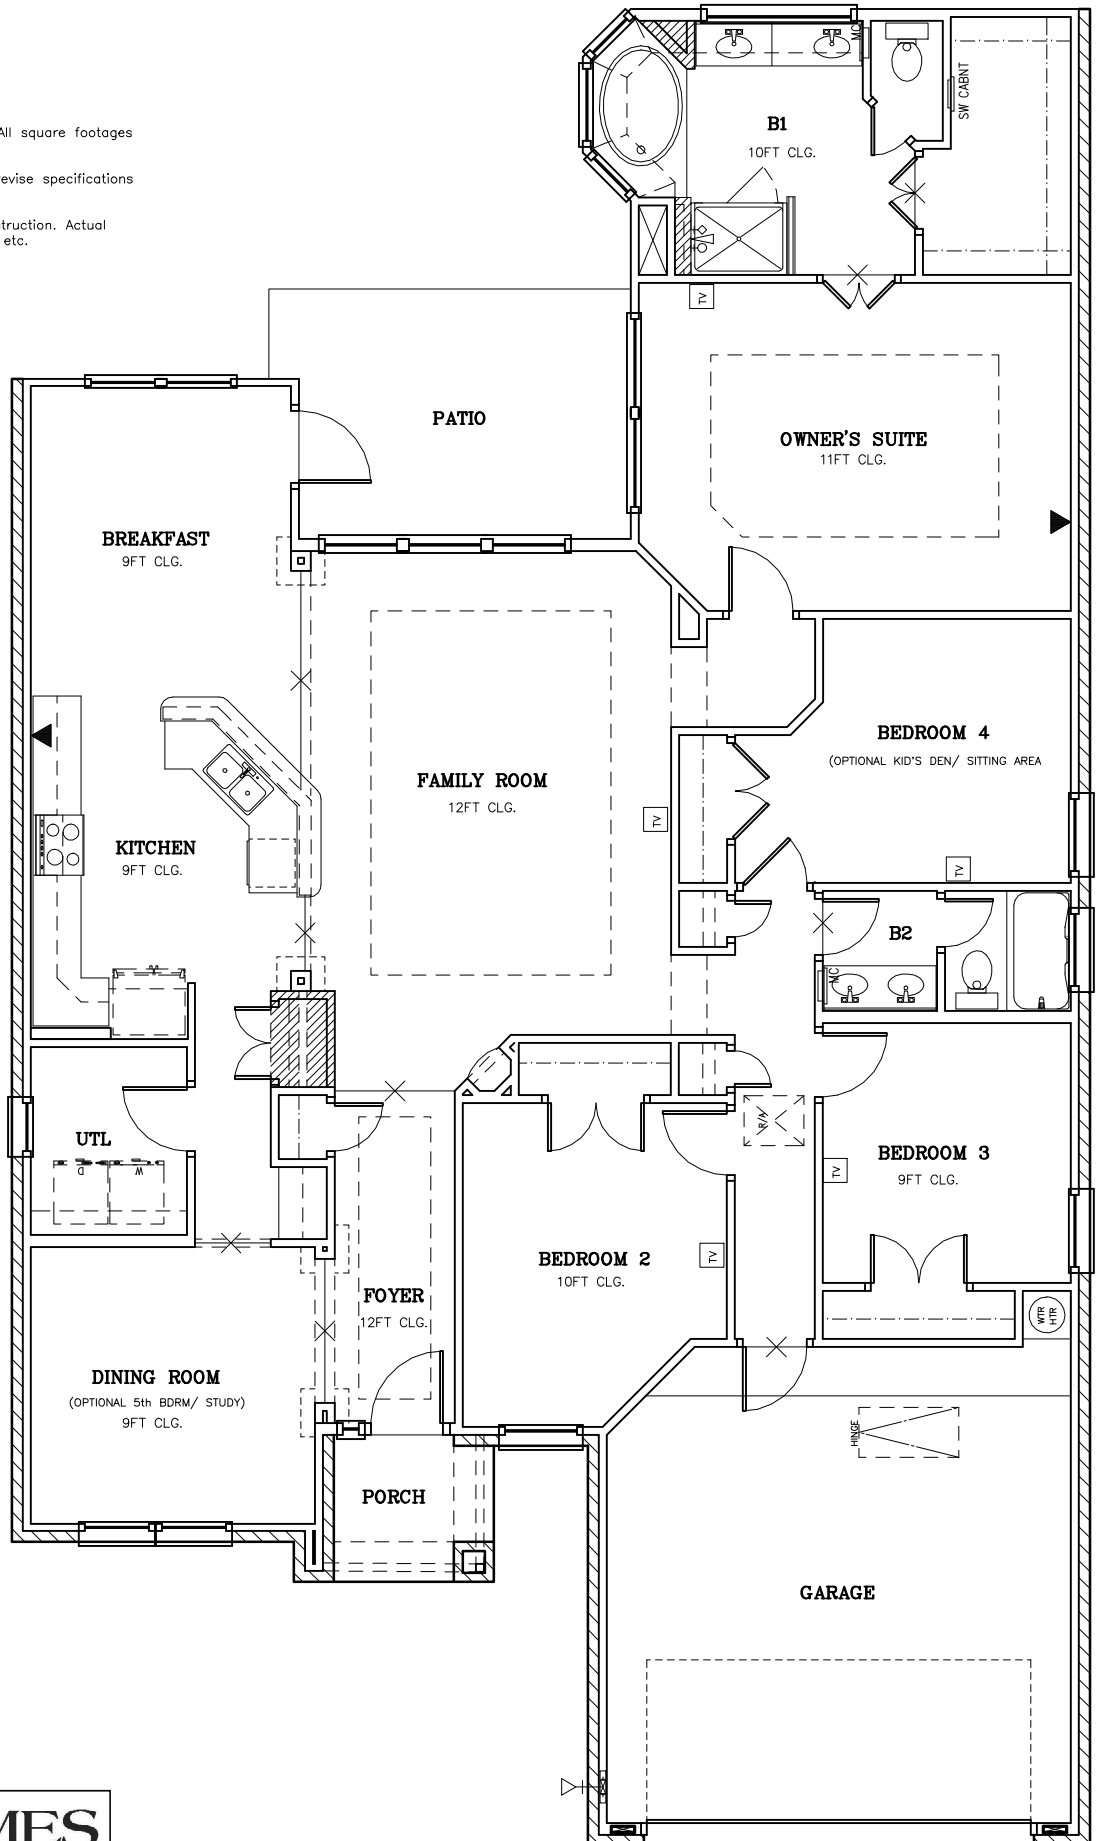 All square footages
revise specifications
struction. Actual
etc.
MC
SW CABNT
B1
10FT CLG.
TV
PATIO
OWNER'S SUITE
11FT CLG.
BREAKFAST
9FT CLG.
BEDROOM 4
(OPTIONAL KID'S DEN/ SITTING AREA
FAMILY ROOM
12FT CLG.
TV
KITCHEN
9FT CLG.
TV
B2
MC
R/A
UTL
D
W
BEDROOM 3
9FT CLG.
TV
BEDROOM 2
10FT CLG.
TV
FOYER
12FT CLG.
WTR
HTR
DINING ROOM
(OPTIONAL 5th BDRM/ STUDY)
9FT CLG.
HINGE
PORCH
GARAGE
MES